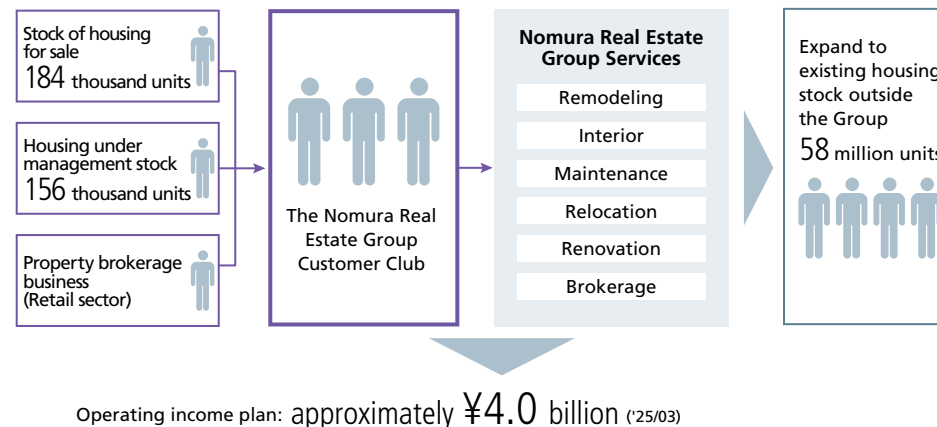 Stock of housing
for sale
184 thousand units
Housing under
management stock
156 thousand units
Property brokerage
business
(Retail sector)
The Nomura Real
Estate Group
Customer Club
Nomura Real Estate
Group Services
Remodeling
Interior
Maintenance
Relocation
Renovation
Brokerage
Expand to
existing housing
stock outside
the Group
58 million units
Operating income plan: approximately ¥4.0 billion ('25/03)